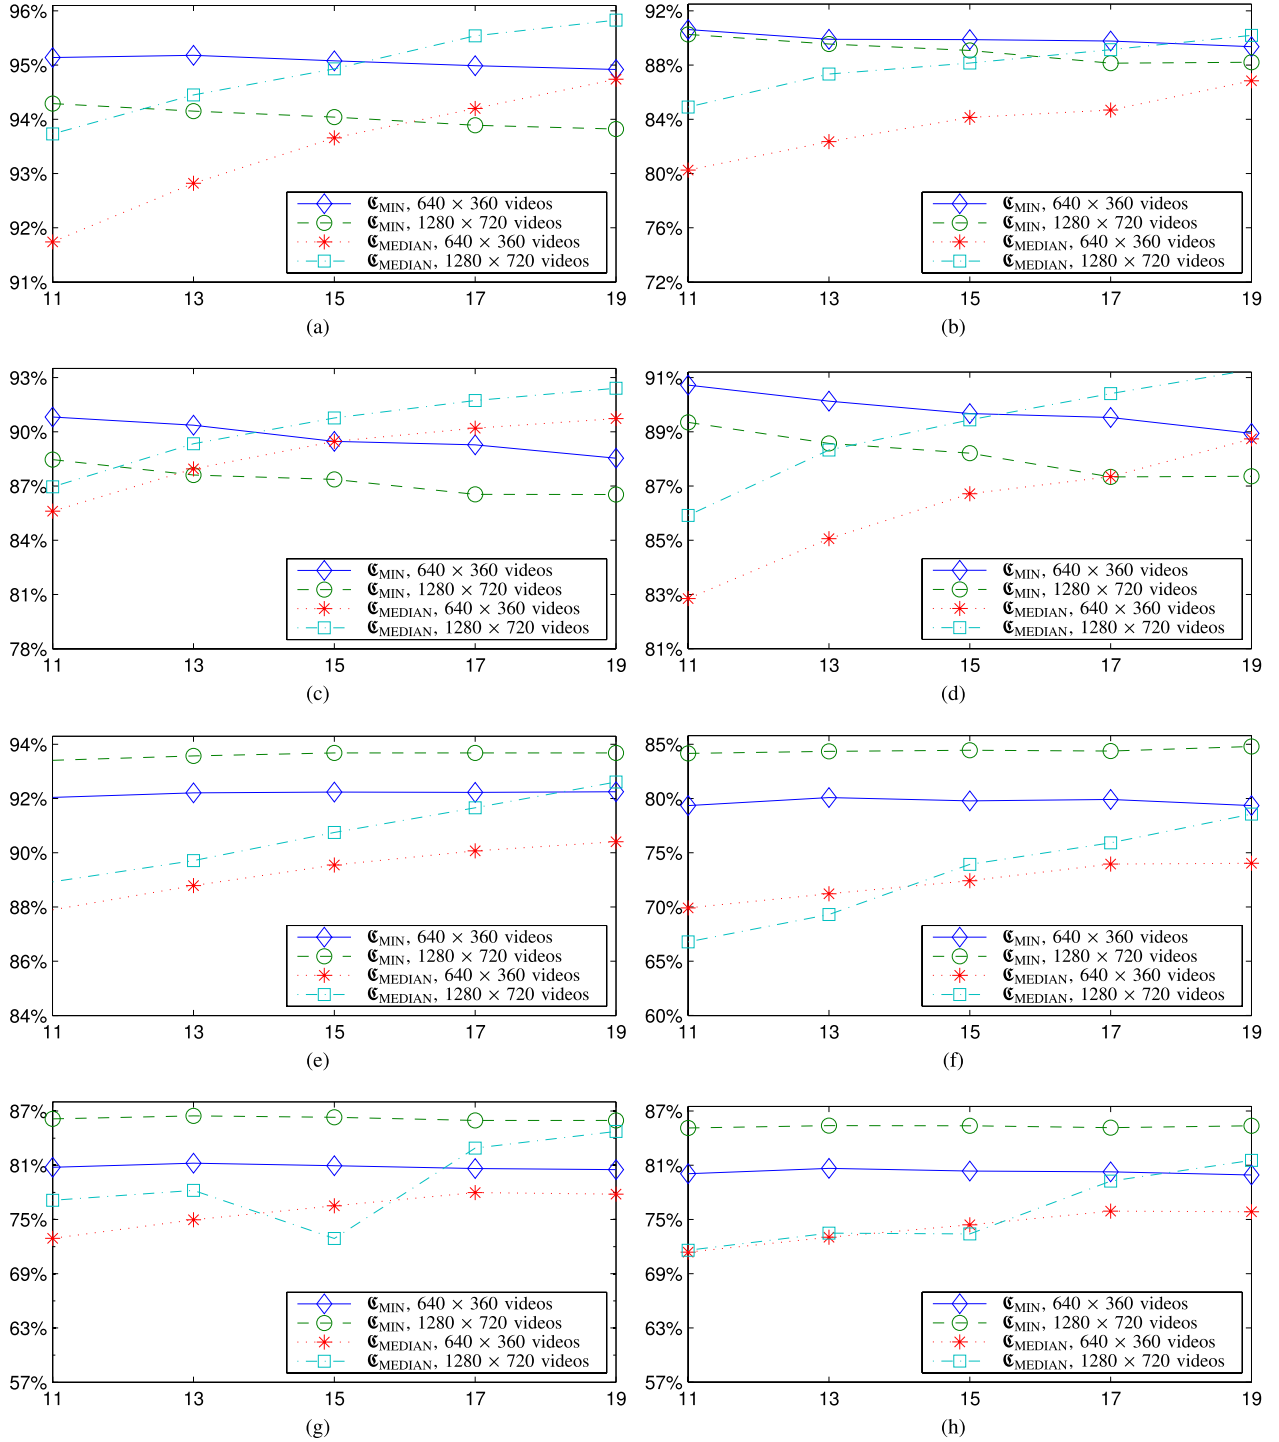 96%
95%
94%
93%
92%
91%
11 13 15 17 19
ℭMIN, 640 × 360 videos
ℭMIN, 1280 × 720 videos
ℭMEDIAN, 640 × 360 videos
ℭMEDIAN, 1280 × 720 videos
(a)
92%
88%
84%
80%
76%
72%
11 13 15 17 19
ℭMIN, 640 × 360 videos
ℭMIN, 1280 × 720 videos
ℭMEDIAN, 640 × 360 videos
ℭMEDIAN, 1280 × 720 videos
(b)
93%
90%
87%
84%
81%
78%
11 13 15 17 19
ℭMIN, 640 × 360 videos
ℭMIN, 1280 × 720 videos
ℭMEDIAN, 640 × 360 videos
ℭMEDIAN, 1280 × 720 videos
(c)
91%
89%
87%
85%
83%
81%
11 13 15 17 19
ℭMIN, 640 × 360 videos
ℭMIN, 1280 × 720 videos
ℭMEDIAN, 640 × 360 videos
ℭMEDIAN, 1280 × 720 videos
(d)
94%
92%
90%
88%
86%
84%
11 13 15 17 19
ℭMIN, 640 × 360 videos
ℭMIN, 1280 × 720 videos
ℭMEDIAN, 640 × 360 videos
ℭMEDIAN, 1280 × 720 videos
(e)
85%
80%
75%
70%
65%
60%
11 13 15 17 19
ℭMIN, 640 × 360 videos
ℭMIN, 1280 × 720 videos
ℭMEDIAN, 640 × 360 videos
ℭMEDIAN, 1280 × 720 videos
(f)
87%
81%
75%
69%
63%
57%
11 13 15 17 19
ℭMIN, 640 × 360 videos
ℭMIN, 1280 × 720 videos
ℭMEDIAN, 640 × 360 videos
ℭMEDIAN, 1280 × 720 videos
(g)
87%
81%
75%
69%
63%
57%
11 13 15 17 19
ℭMIN, 640 × 360 videos
ℭMIN, 1280 × 720 videos
ℭMEDIAN, 640 × 360 videos
ℭMEDIAN, 1280 × 720 videos
(h)